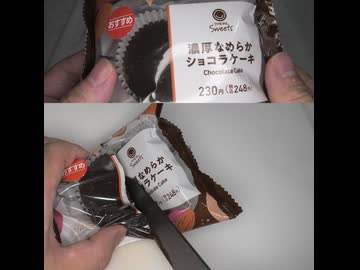 おすすめ
Sweets
濃厚なめらか
ショコラケーキ
Chocolate Cake
230円(税込248円)
おすすめ
Sweets
厚なめらか
ラケーキ